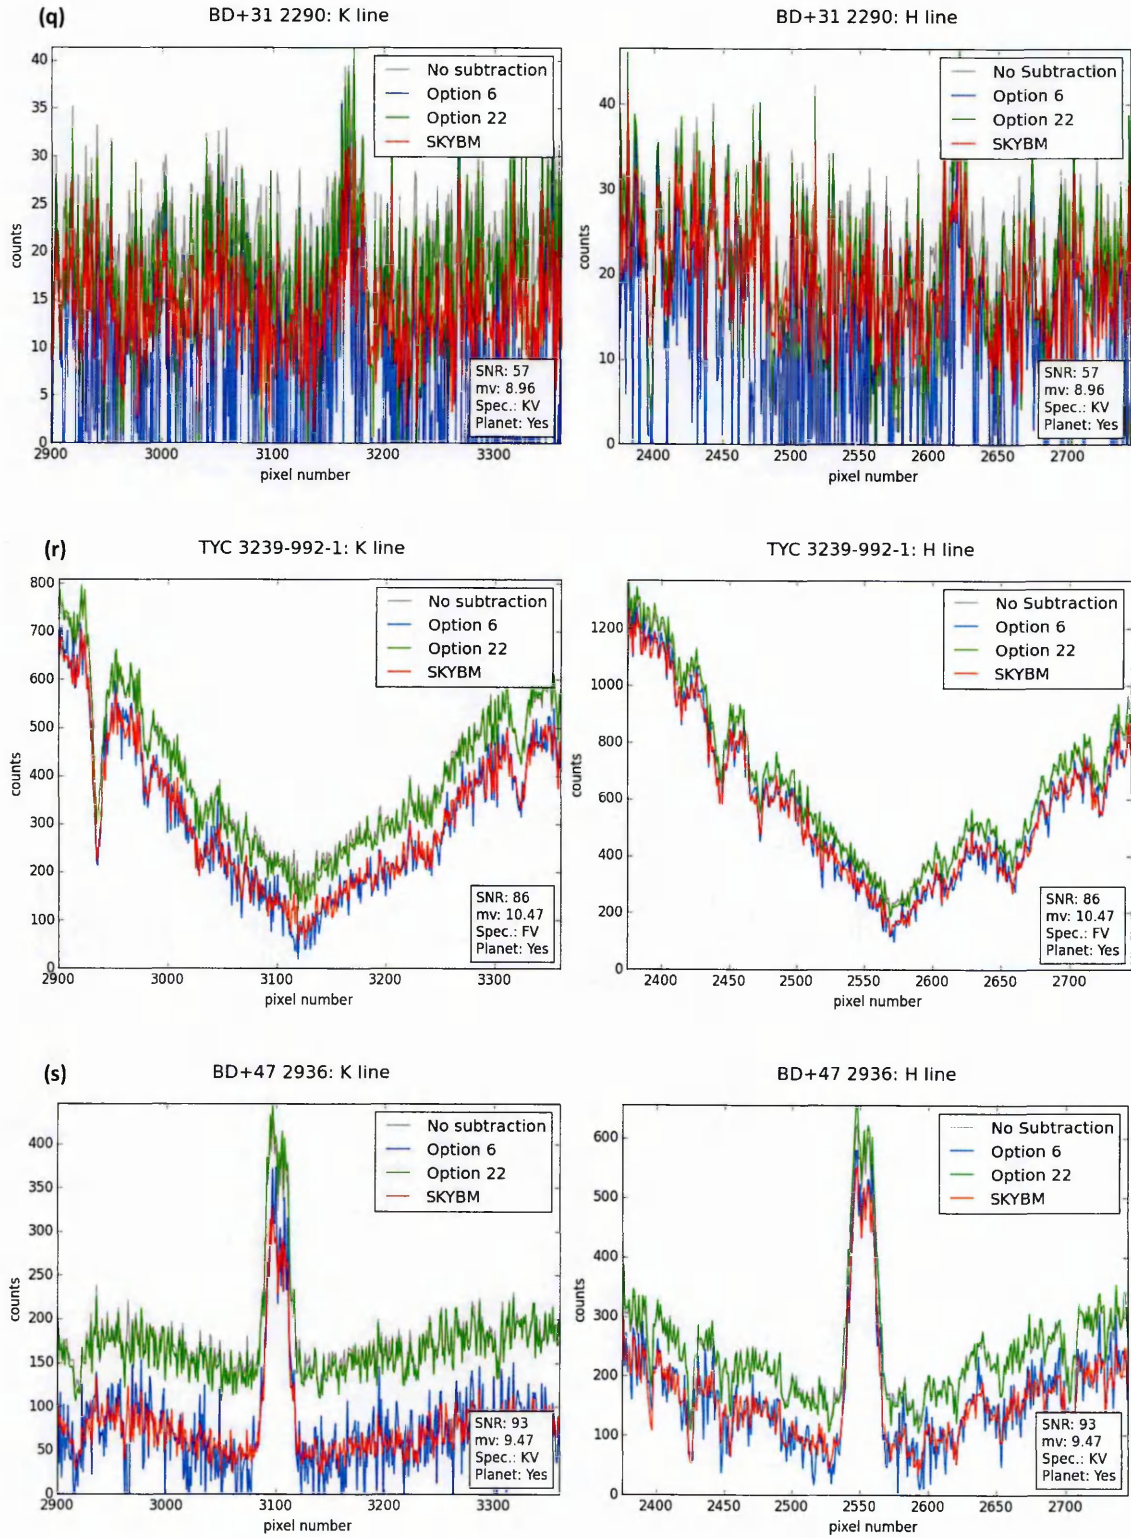 (q)
BD+31 2290: K line
40
35
30
25
20
15
10
5
0
counts
No subtraction
Option 6
Option 22
SKYBM
SNR: 57
mv: 8.96
Spec.: KV
Planet: Yes
2900 3000 3100 3200 3300
pixel number
BD+31 2290: H line
40
30
20
10
0
counts
No Subtraction
Option 6
Option 22
SKYBM
SNR: 57
mv: 8.96
Spec.: KV
Planet: Yes
2400 2450 2500 2550 2600 2650 2700
pixel number
(r)
TYC 3239-992-1: K line
800
700
600
500
400
300
200
100
0
counts
No subtraction
Option 6
Option 22
SKYBM
SNR: 86
mv: 10.47
Spec.: FV
Planet: Yes
2900 3000 3100 3200 3300
pixel number
TYC 3239-992-1: H line
1200
1000
800
600
400
200
0
counts
No Subtraction
Option 6
Option 22
SKYBM
SNR: 86
mv: 10.47
Spec.: FV
Planet: Yes
2400 2450 2500 2550 2600 2650 2700
pixel number
(s)
BD+47 2936: K line
400
350
300
250
200
150
100
50
0
counts
No subtraction
Option 6
Option 22
SKYBM
SNR: 93
mv: 9.47
Spec.: KV
Planet: Yes
2900 3000 3100 3200 3300
pixel number
BD+47 2936: H line
600
500
400
300
200
100
0
counts
No Subtraction
Option 6
Option 22
SKYBM
SNR: 93
mv: 9.47
Spec.: KV
Planet: Yes
2400 2450 2500 2550 2600 2650 2700
pixel number